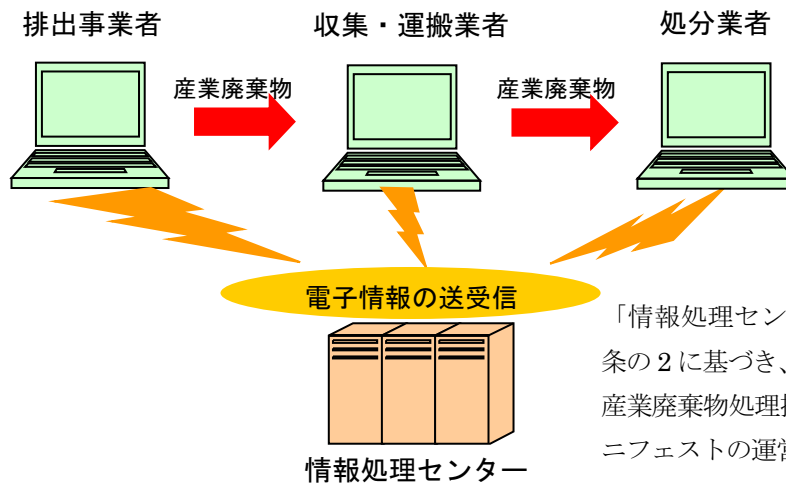 排出事業者
収集・運搬業者
処分業者
産業廃棄物
産業廃棄物
電子情報の送受信
「情報処理セン
条の2に基づき、
産業廃棄物処理
ニフェストの運営
情報処理センター